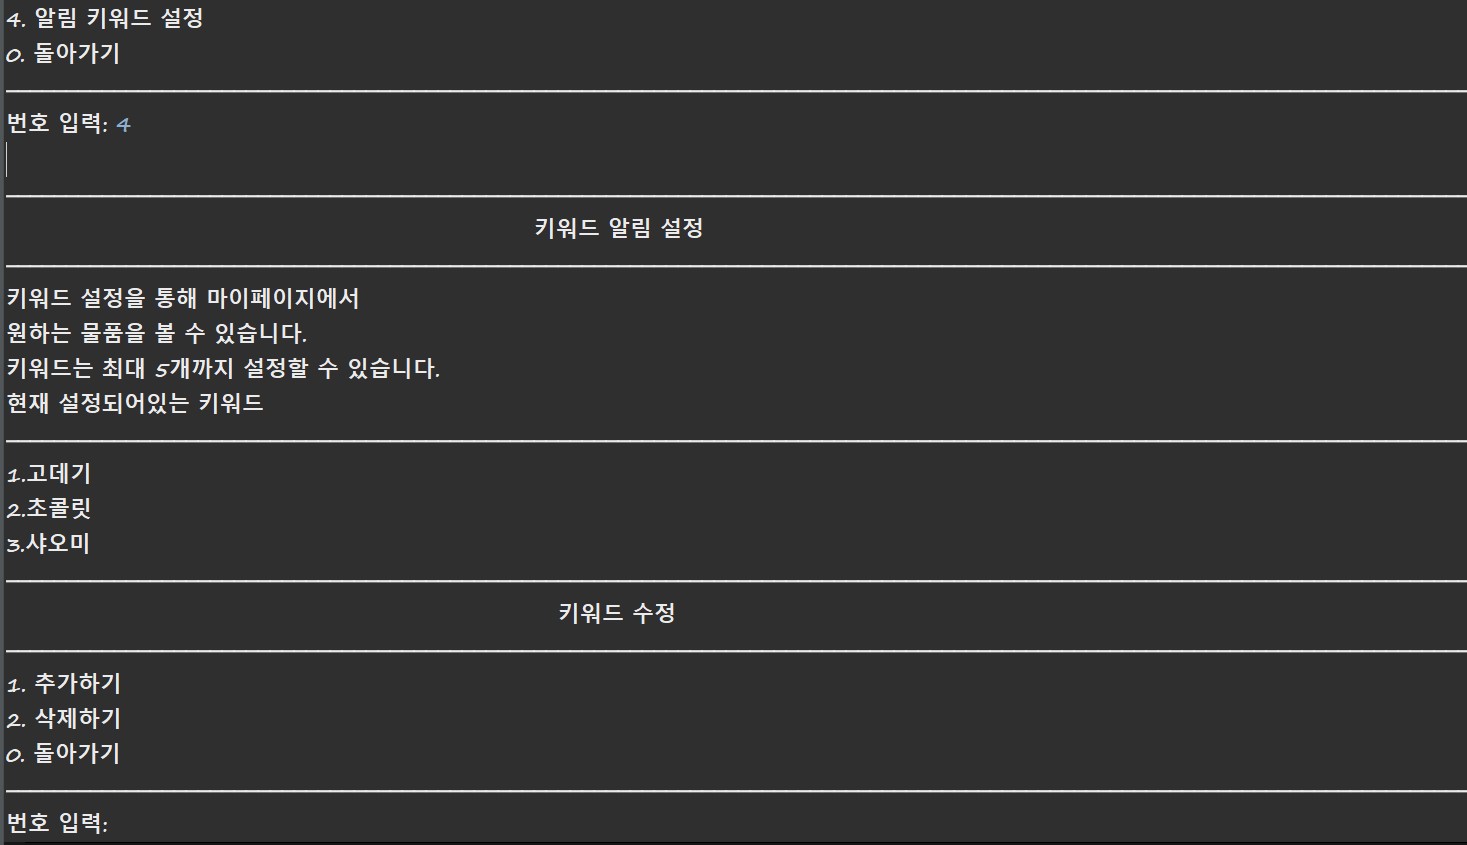 4. 알림 키워드 설정
0. 돌아가기
번호 입력: 4
키워드 알림 설정
키워드 설정을 통해 마이페이지에서
원하는 물품을 볼 수 있습니다.
키워드는 최대 5개까지 설정할 수 있습니다.
현재 설정되어있는 키워드
1.고데기
2.초콜릿
3.샤오미
키워드 수정
1. 추가하기
2. 삭제하기
0. 돌아가기
번호 입력: